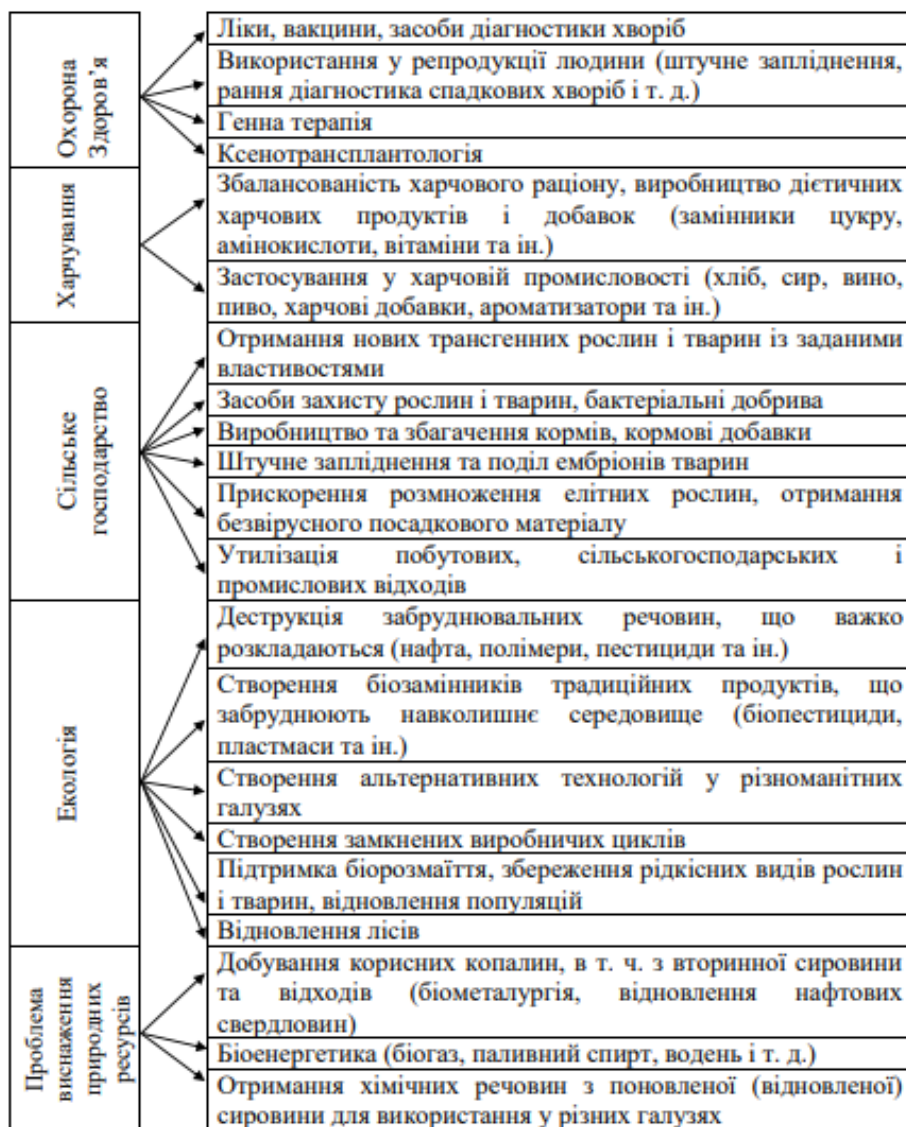 Охорона
Здоров’я
Ліки, вакцини, засоби діагностики хворіб
Використання у репродукції людини (штучне запліднення,
рання діагностика спадкових хвороб і т. д.)
Генна терапія
Ксенотрансплантологія
Харчування
Збалансованість харчового раціону, виробництво дієтичних
харчових продуктів і добавок (замінники цукру,
амінокислоти, вітаміни та ін.)
Застосування у харчовій промисловості (хліб, сир, вино,
пиво, харчові добавки, ароматизатори та ін.)
Сільське
господарство
Отримання нових трансгенних рослин і тварин із заданими
властивостями
Засоби захисту рослин і тварин, бактеріальні добрива
Виробництво та збагачення кормів, кормові добавки
Штучне запліднення та поділ ембріонів тварин
Прискорення розмноження елітних рослин, отримання
безвірусного посадкового матеріалу
Утилізація побутових, сільськогосподарських і
промислових відходів
Екологія
Деструкція забруднювальних речовин, що важко
розкладаються (нафта, полімери, пестициди та ін.)
Створення біозамінників традиційних продуктів, що
забруднюють навколишнє середовище (біопестициди,
пластмаси та ін.)
Створення альтернативних технологій у різноманітних
галузях
Створення замкнених виробничих циклів
Підтримка біорозмаїття, збереження рідкісних видів рослин
і тварин, відновлення популяцій
Відновлення лісів
Проблема
виснаження
природних
ресурсів
Добування корисних копалин, в т. ч. з вторинної сировини
та відходів (біометалургія, відновлення нафтових
свердловин)
Біоенергетика (біогаз, паливний спирт, водень і т. д.)
Отримання хімічних речовин з поновленої (відновленої)
сировини для використання у різних галузях